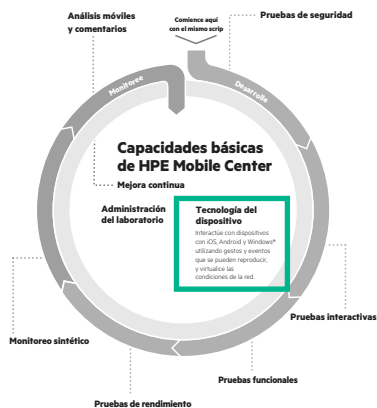 Análisis móviles
y comentarios
Comience aquí
con el mismo scrip
Pruebas de seguridad
Monitoree
Desarrolle
Capacidades básicas
de HPE Mobile Center
Mejora continua
Administración
del laboratorio
Tecnología del
dispositivo
Interactúe con dispositivos
con iOS, Android y Windows®
utilizando gestos y eventos
que se pueden reproducir,
y virtualice las
condiciones de la red.
Pruebas interactivas
Monitoreo sintético
Pruebas funcionales
Pruebas de rendimiento